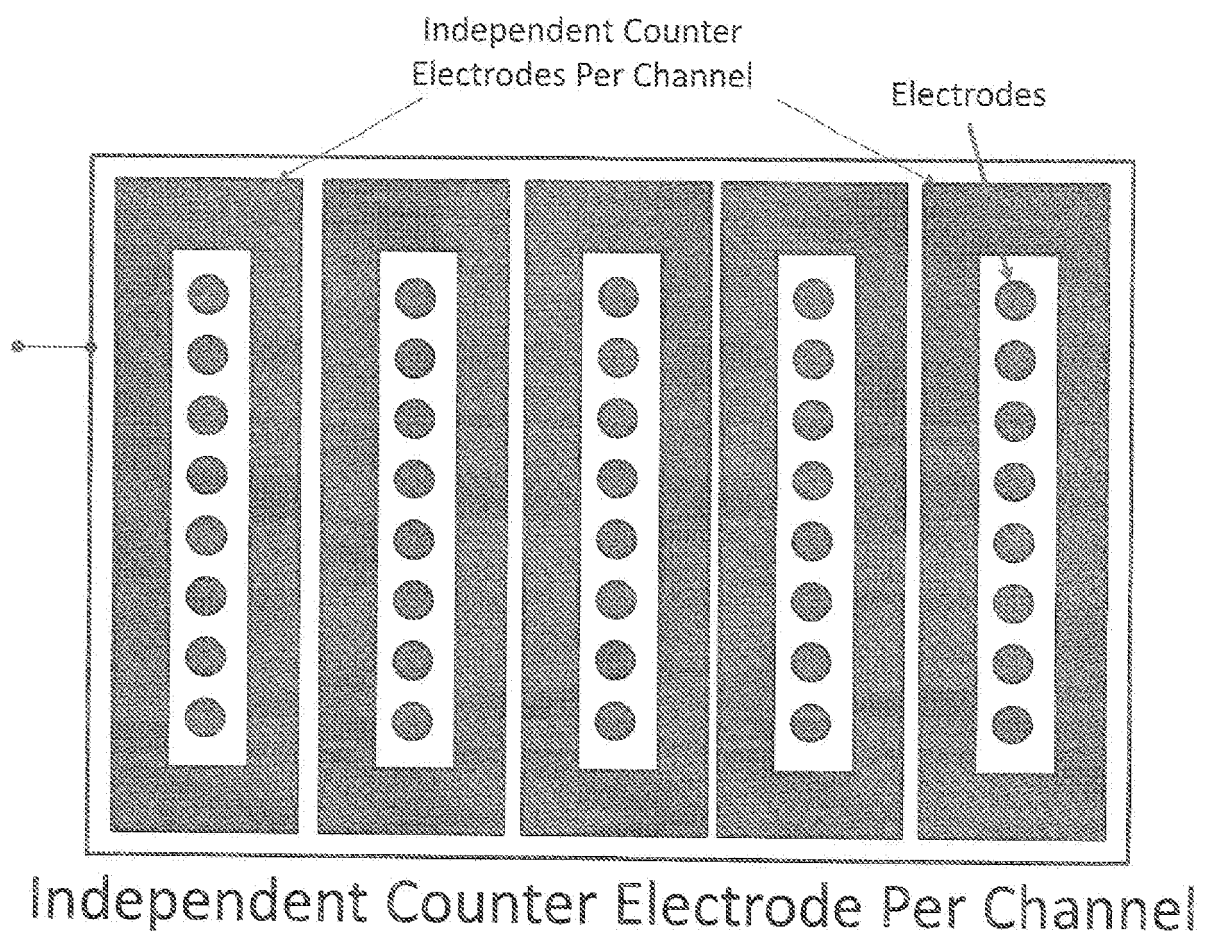 Independent Counter
Electrodes Per Channel
Electrodes
Independent Counter Electrode Per Channel